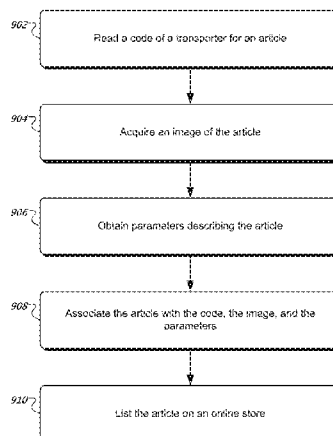 902
Read a code of a transporter for an article
904
Acquire an image of the article
906
Obtain parameters describing the article
908
Associate the article with the code, the image, and the
parameters
910
List the article on an online store